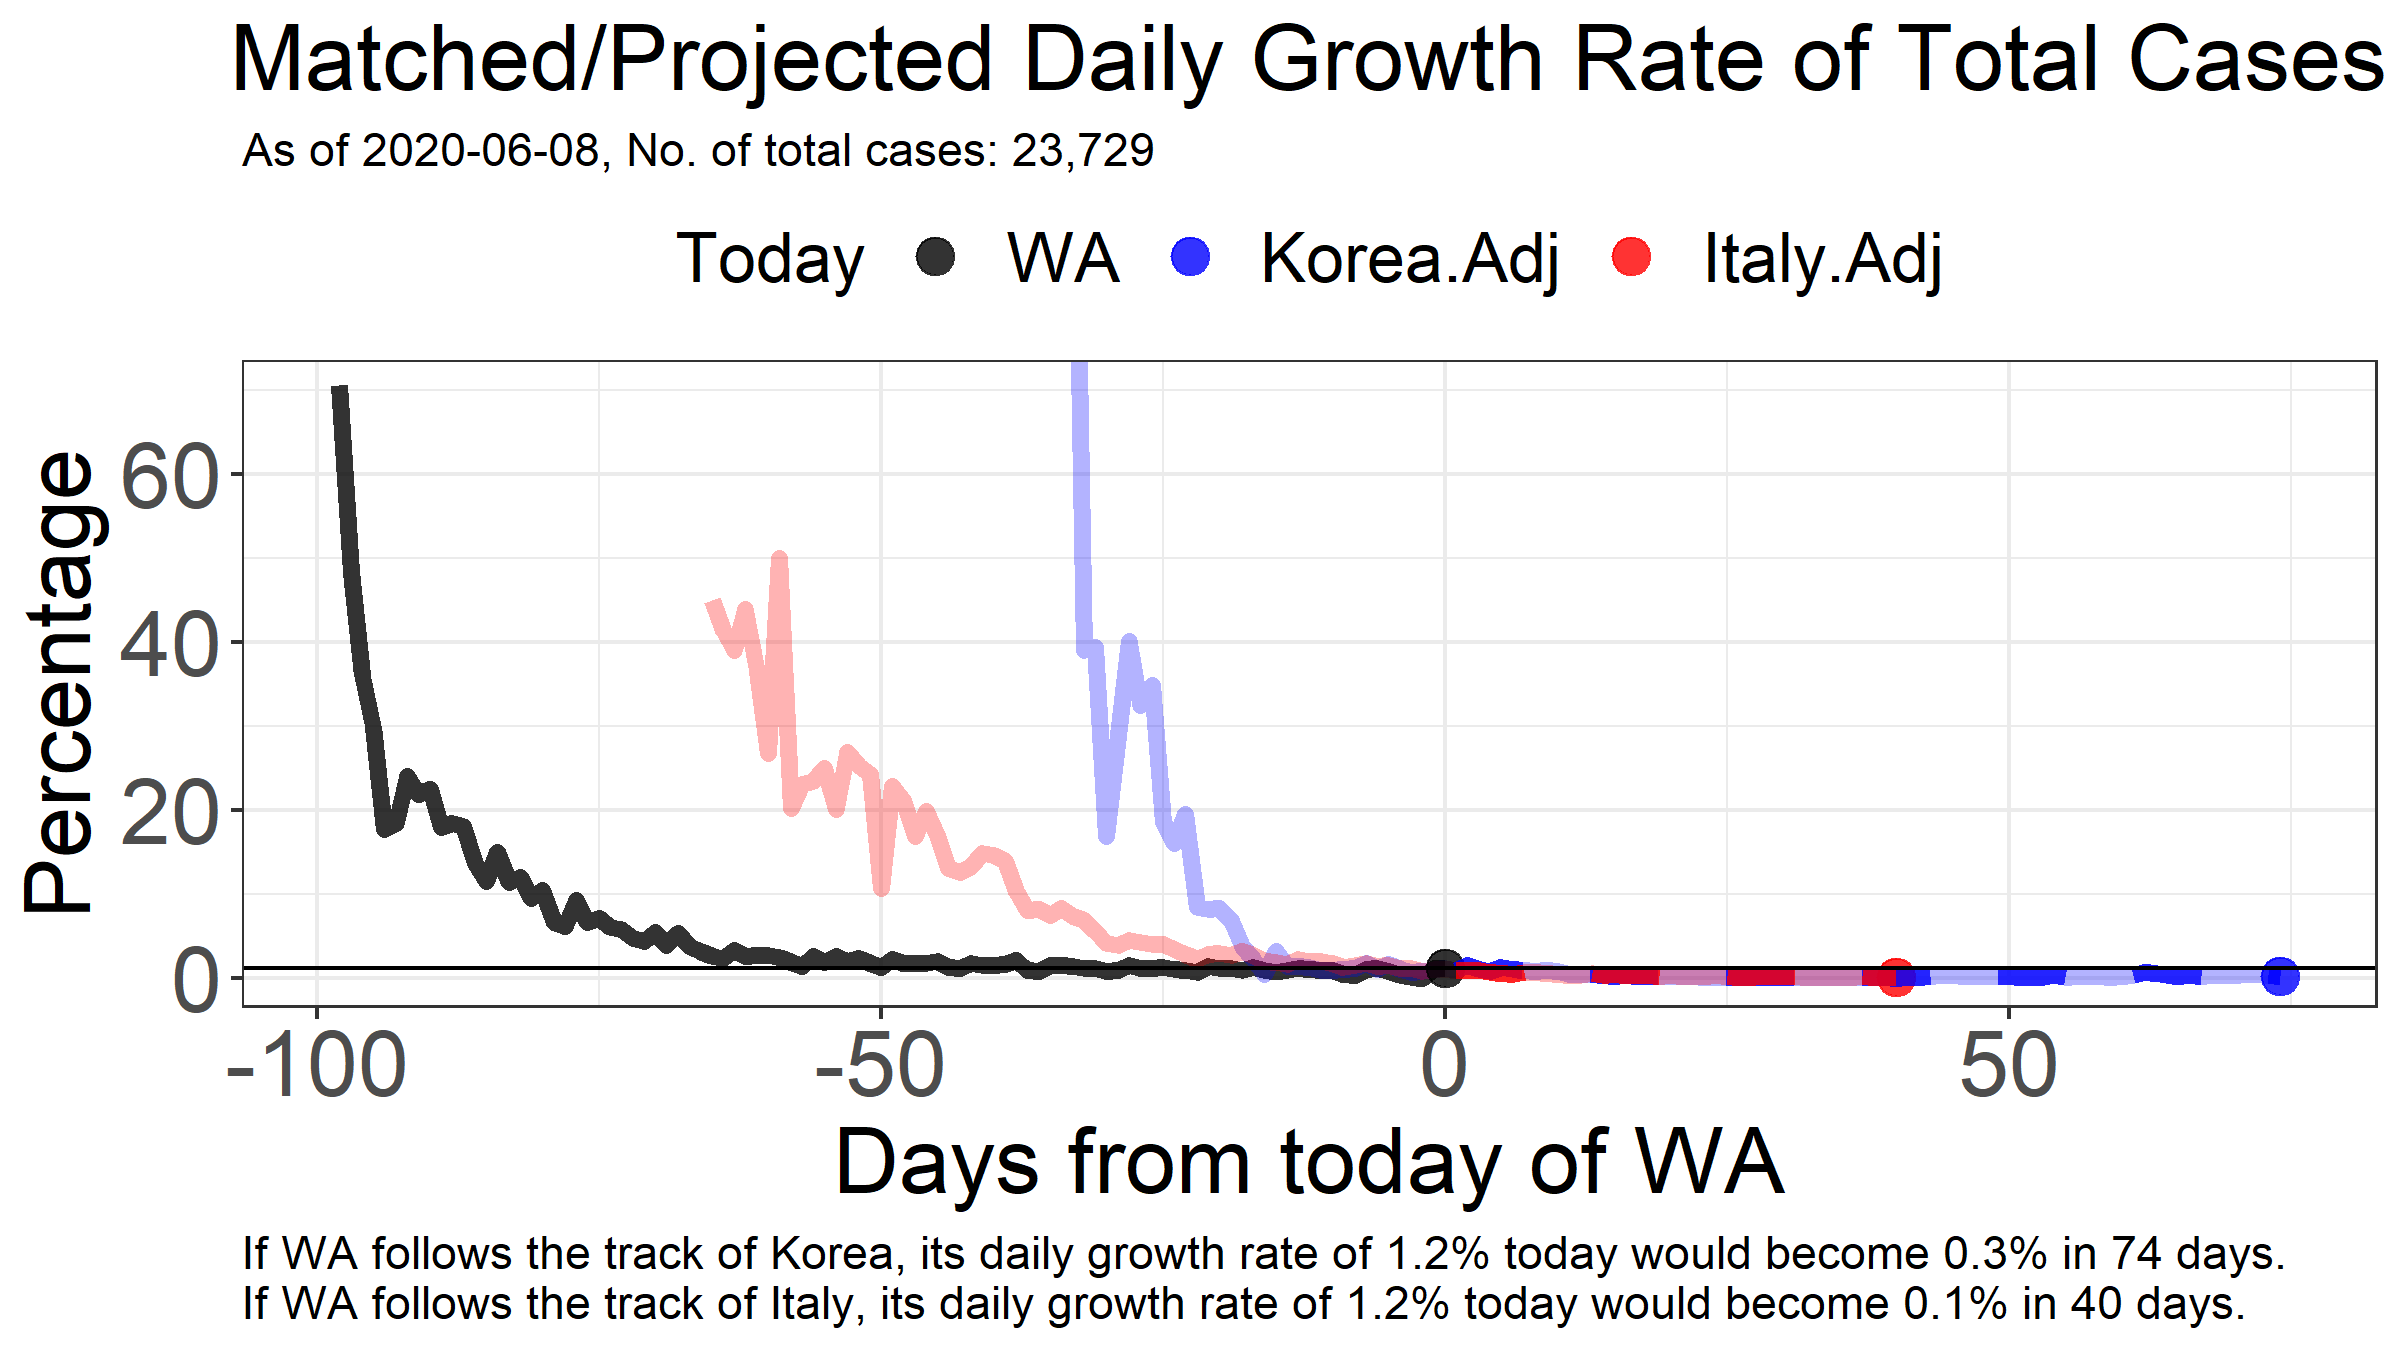 Matched/Projected Daily Growth Rate of Total Cases
As of 2020-06-08, No. of total cases: 23,729
Today WA Korea.Adj Italy.Adj
Percentage
60
40
20
0
-100 -50 0 50
Days from today of WA
If WA follows the track of Korea, its daily growth rate of 1.2% today would become 0.3% in 74 days.
If WA follows the track of Italy, its daily growth rate of 1.2% today would become 0.1% in 40 days.